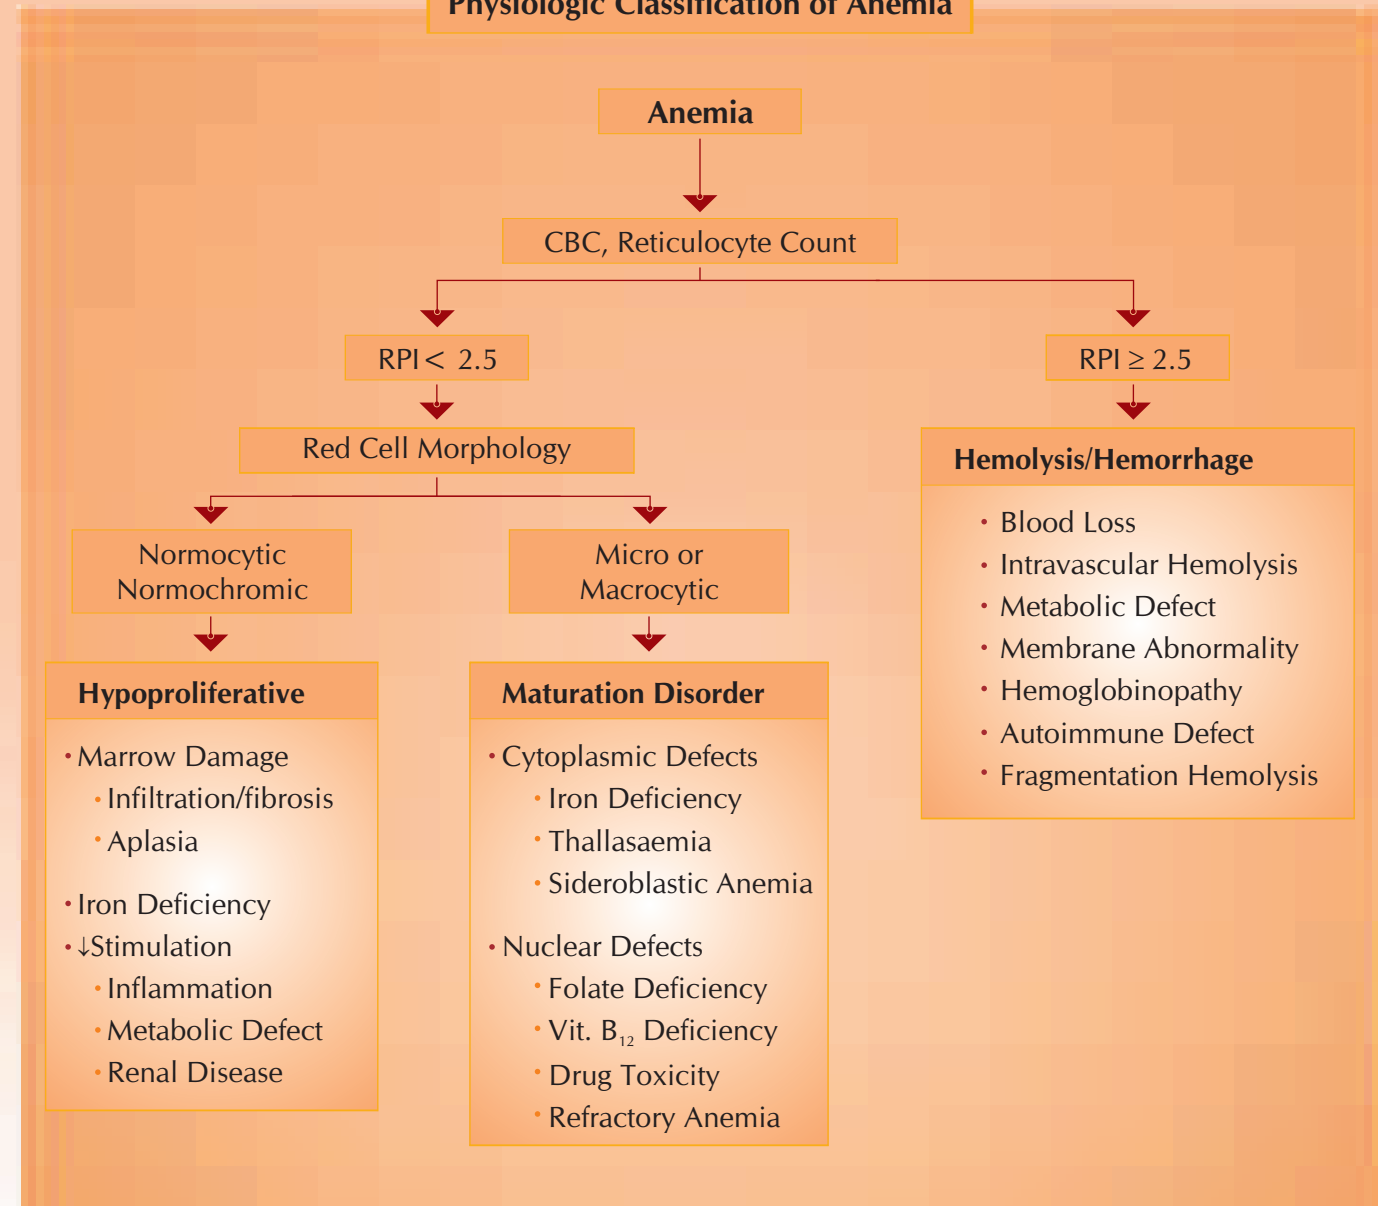 Physiologic Classification of Anemia
Anemia
CBC, Reticulocyte Count
RPI < 2.5
RPI ≥ 2.5
Red Cell Morphology
Normocytic
Normochromic
Micro or
Macrocytic
Hypoproliferative
• Marrow Damage
• Infiltration/fibrosis
• Aplasia
• Iron Deficiency
• ↓Stimulation
• Inflammation
• Metabolic Defect
• Renal Disease
Maturation Disorder
• Cytoplasmic Defects
• Iron Deficiency
• Thallasaemia
• Sideroblastic Anemia
• Nuclear Defects
• Folate Deficiency
• Vit. B₁₂ Deficiency
• Drug Toxicity
• Refractory Anemia
Hemolysis/Hemorrhage
• Blood Loss
• Intravascular Hemolysis
• Metabolic Defect
• Membrane Abnormality
• Hemoglobinopathy
• Autoimmune Defect
• Fragmentation Hemolysis